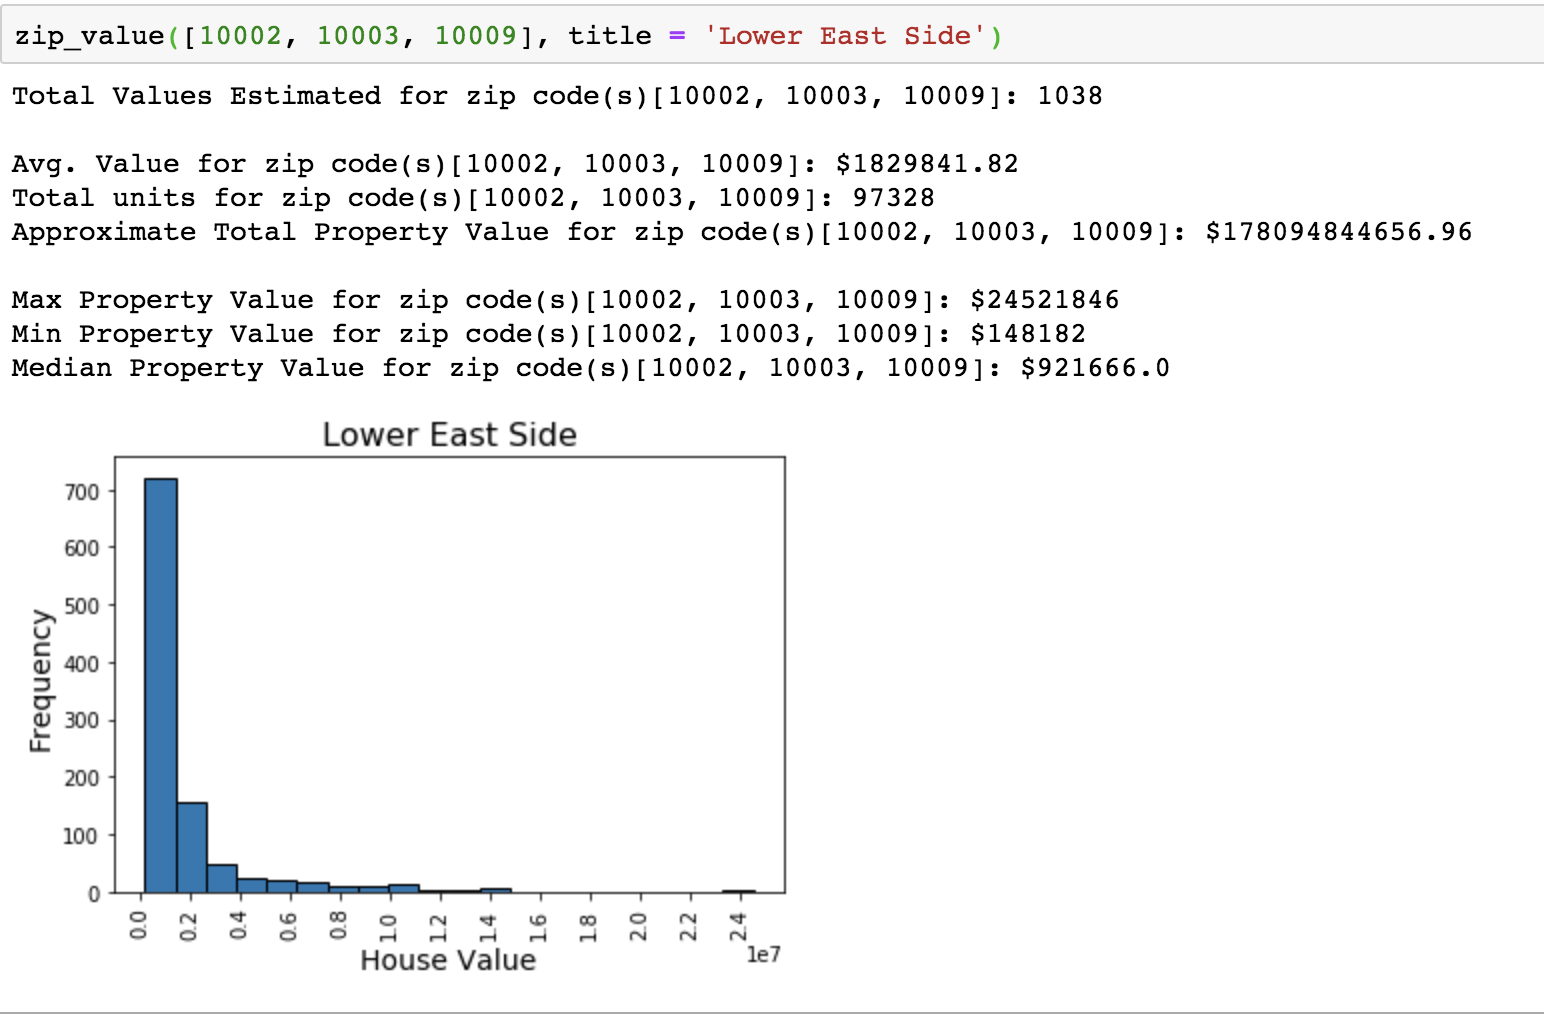 zip_value([10002, 10003, 10009], title = 'Lower East Side')
Total Values Estimated for zip code(s)[10002, 10003, 10009]: 1038
Avg. Value for zip code(s)[10002, 10003, 10009]: $1829841.82
Total units for zip code(s)[10002, 10003, 10009]: 97328
Approximate Total Property Value for zip code(s)[10002, 10003, 10009]: $178094844656.96
Max Property Value for zip code(s)[10002, 10003, 10009]: $24521846
Min Property Value for zip code(s)[10002, 10003, 10009]: $148182
Median Property Value for zip code(s)[10002, 10003, 10009]: $921666.0
Lower East Side
Frequency
700
600
500
400
300
200
100
0
0.0 0.2 0.4 0.6 0.8 1.0 1.2 1.4 1.6 1.8 2.0 2.2 2.4
1e7
House Value